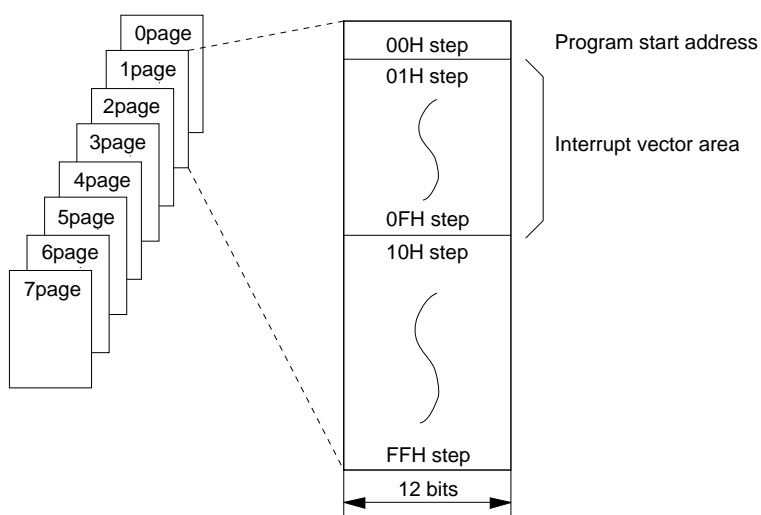 0page
1page
2page
3page
4page
5page
6page
7page
00H step
Program start address
01H step
Interrupt vector area
0FH step
10H step
FFH step
12 bits